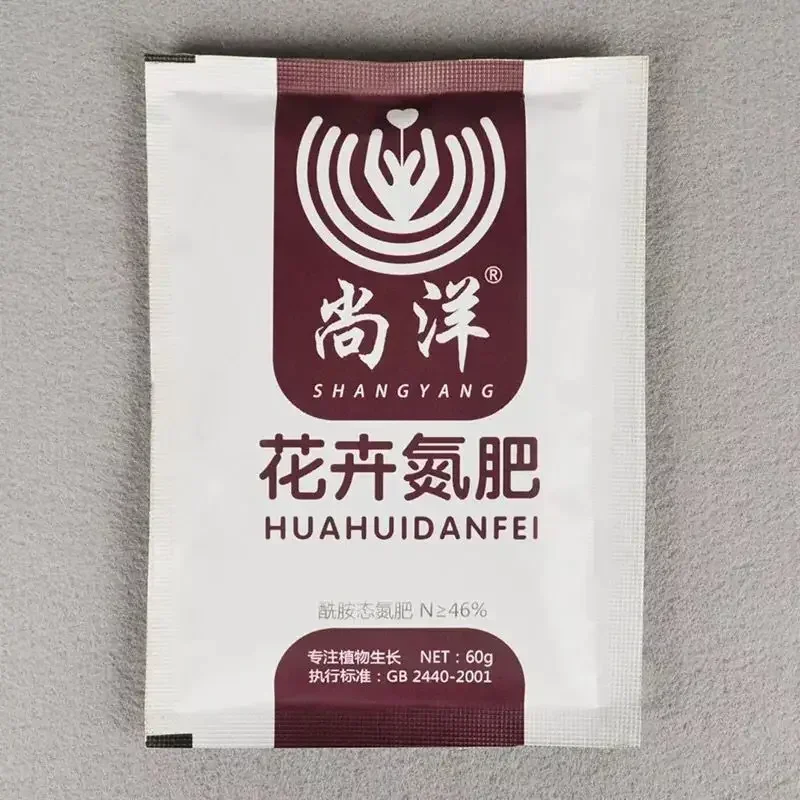 尚洋®
SHANGYANG
花卉氮肥
HUAHUIDANFEI
酰胺态氮肥 N≥46%
专注植物生长 NET：60g
执行标准：GB 2440-2001